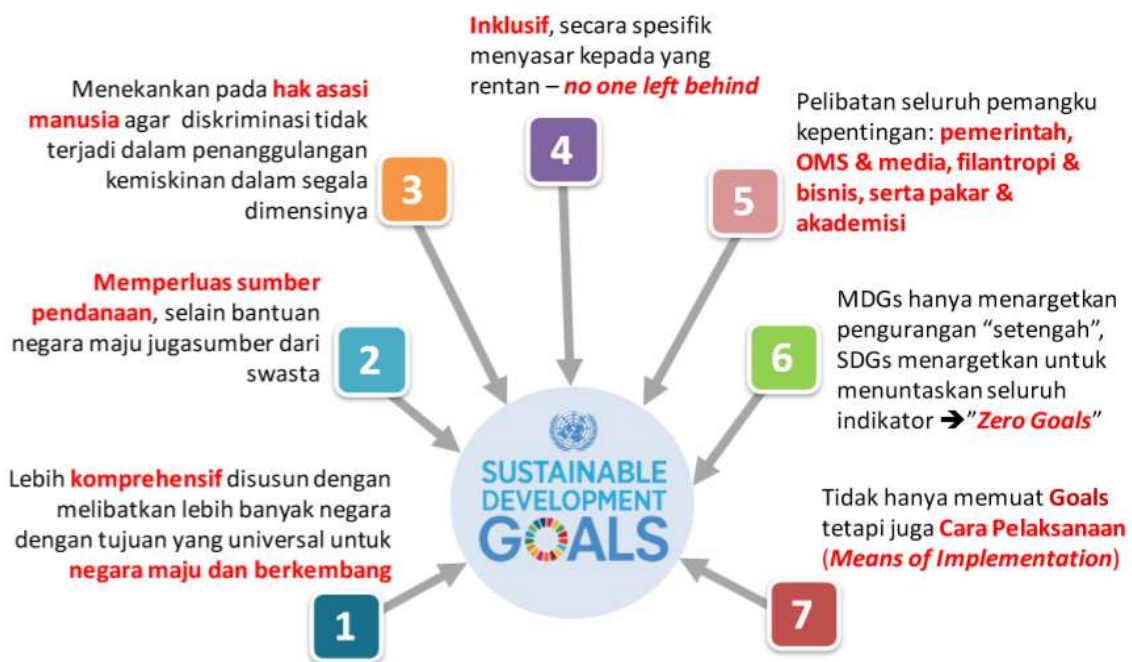 Lebih komprehensif disusun dengan
melibatkan lebih banyak negara
dengan tujuan yang universal untuk
negara maju dan berkembang
1
Memperluas sumber
pendanaan, selain bantuan
negara maju jugasumber dari
swasta
2
Menekankan pada hak asasi
manusia agar diskriminasi tidak
terjadi dalam penanggulangan
kemiskinan dalam segala
dimensinya
3
Inklusif, secara spesifik
menyasar kepada yang
rentan – no one left behind
4
Pelibatan seluruh pemangku
kepentingan: pemerintah,
OMS & media, filantropi &
bisnis, serta pakar &
akademisi
5
MDGs hanya menargetkan
pengurangan “setengah”,
SDGs menargetkan untuk
menuntaskan seluruh
indikator ➔”Zero Goals”
6
Tidak hanya memuat Goals
tetapi juga Cara Pelaksanaan
(Means of Implementation)
7
SUSTAINABLE
DEVELOPMENT
GOALS